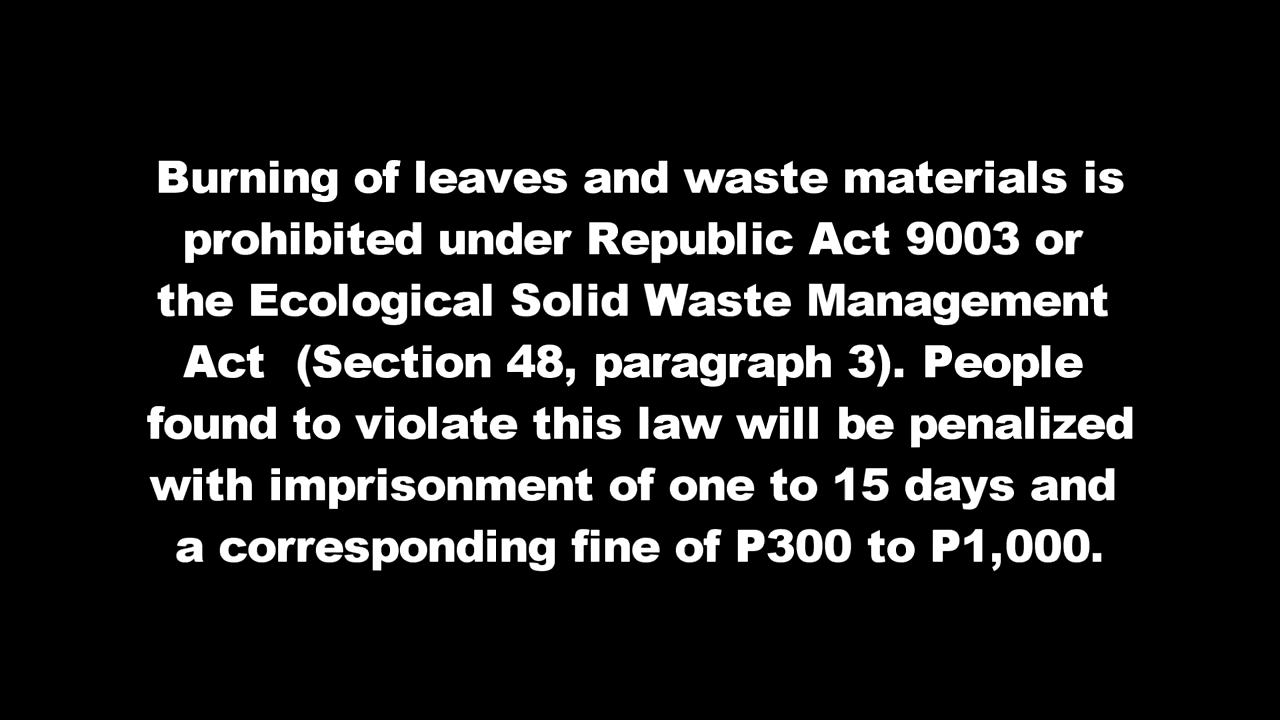 Burning of leaves and waste materials is
prohibited under Republic Act 9003 or
the Ecological Solid Waste Management
Act  (Section 48, paragraph 3). People
found to violate this law will be penalized
with imprisonment of one to 15 days and
a corresponding fine of P300 to P1,000.